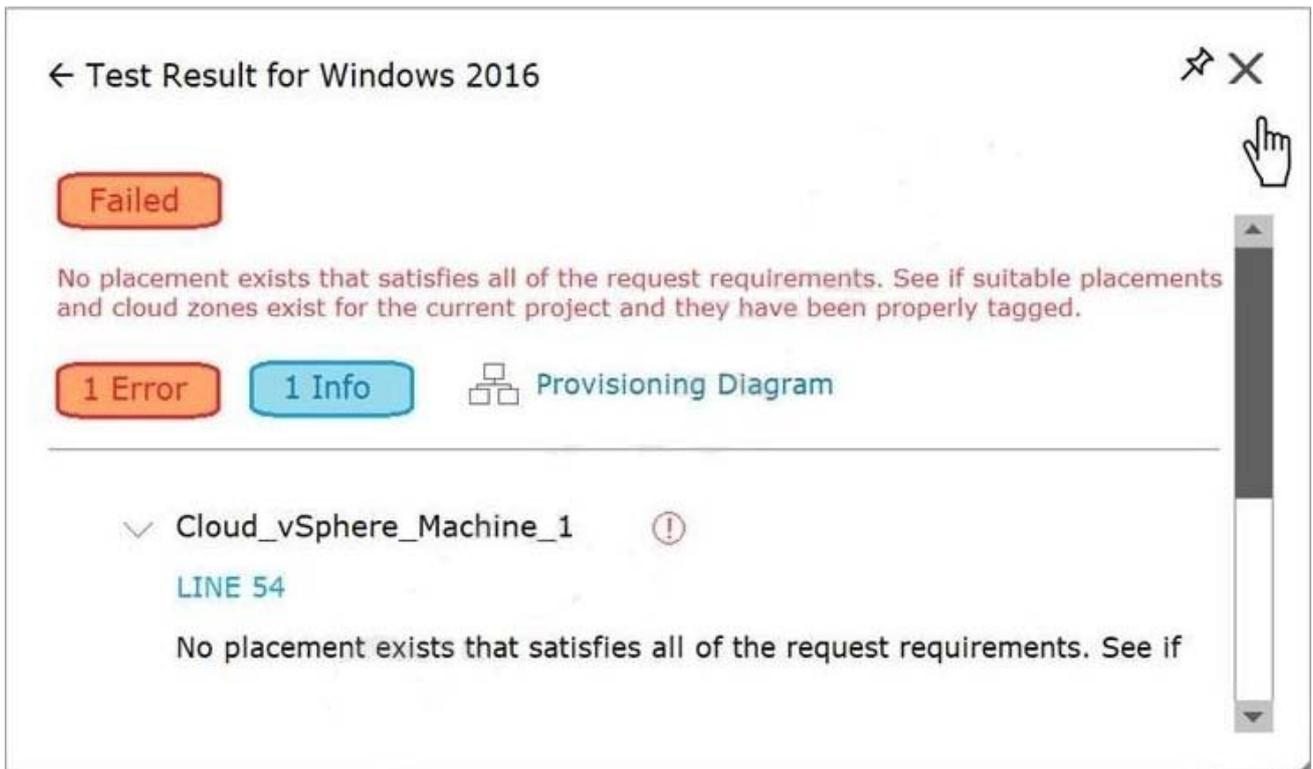 ← Test Result for Windows 2016
Failed
No placement exists that satisfies all of the request requirements. See if suitable placements
and cloud zones exist for the current project and they have been properly tagged.
1 Error 1 Info Provisioning Diagram
Cloud_vSphere_Machine_1
LINE 54
No placement exists that satisfies all of the request requirements. See if